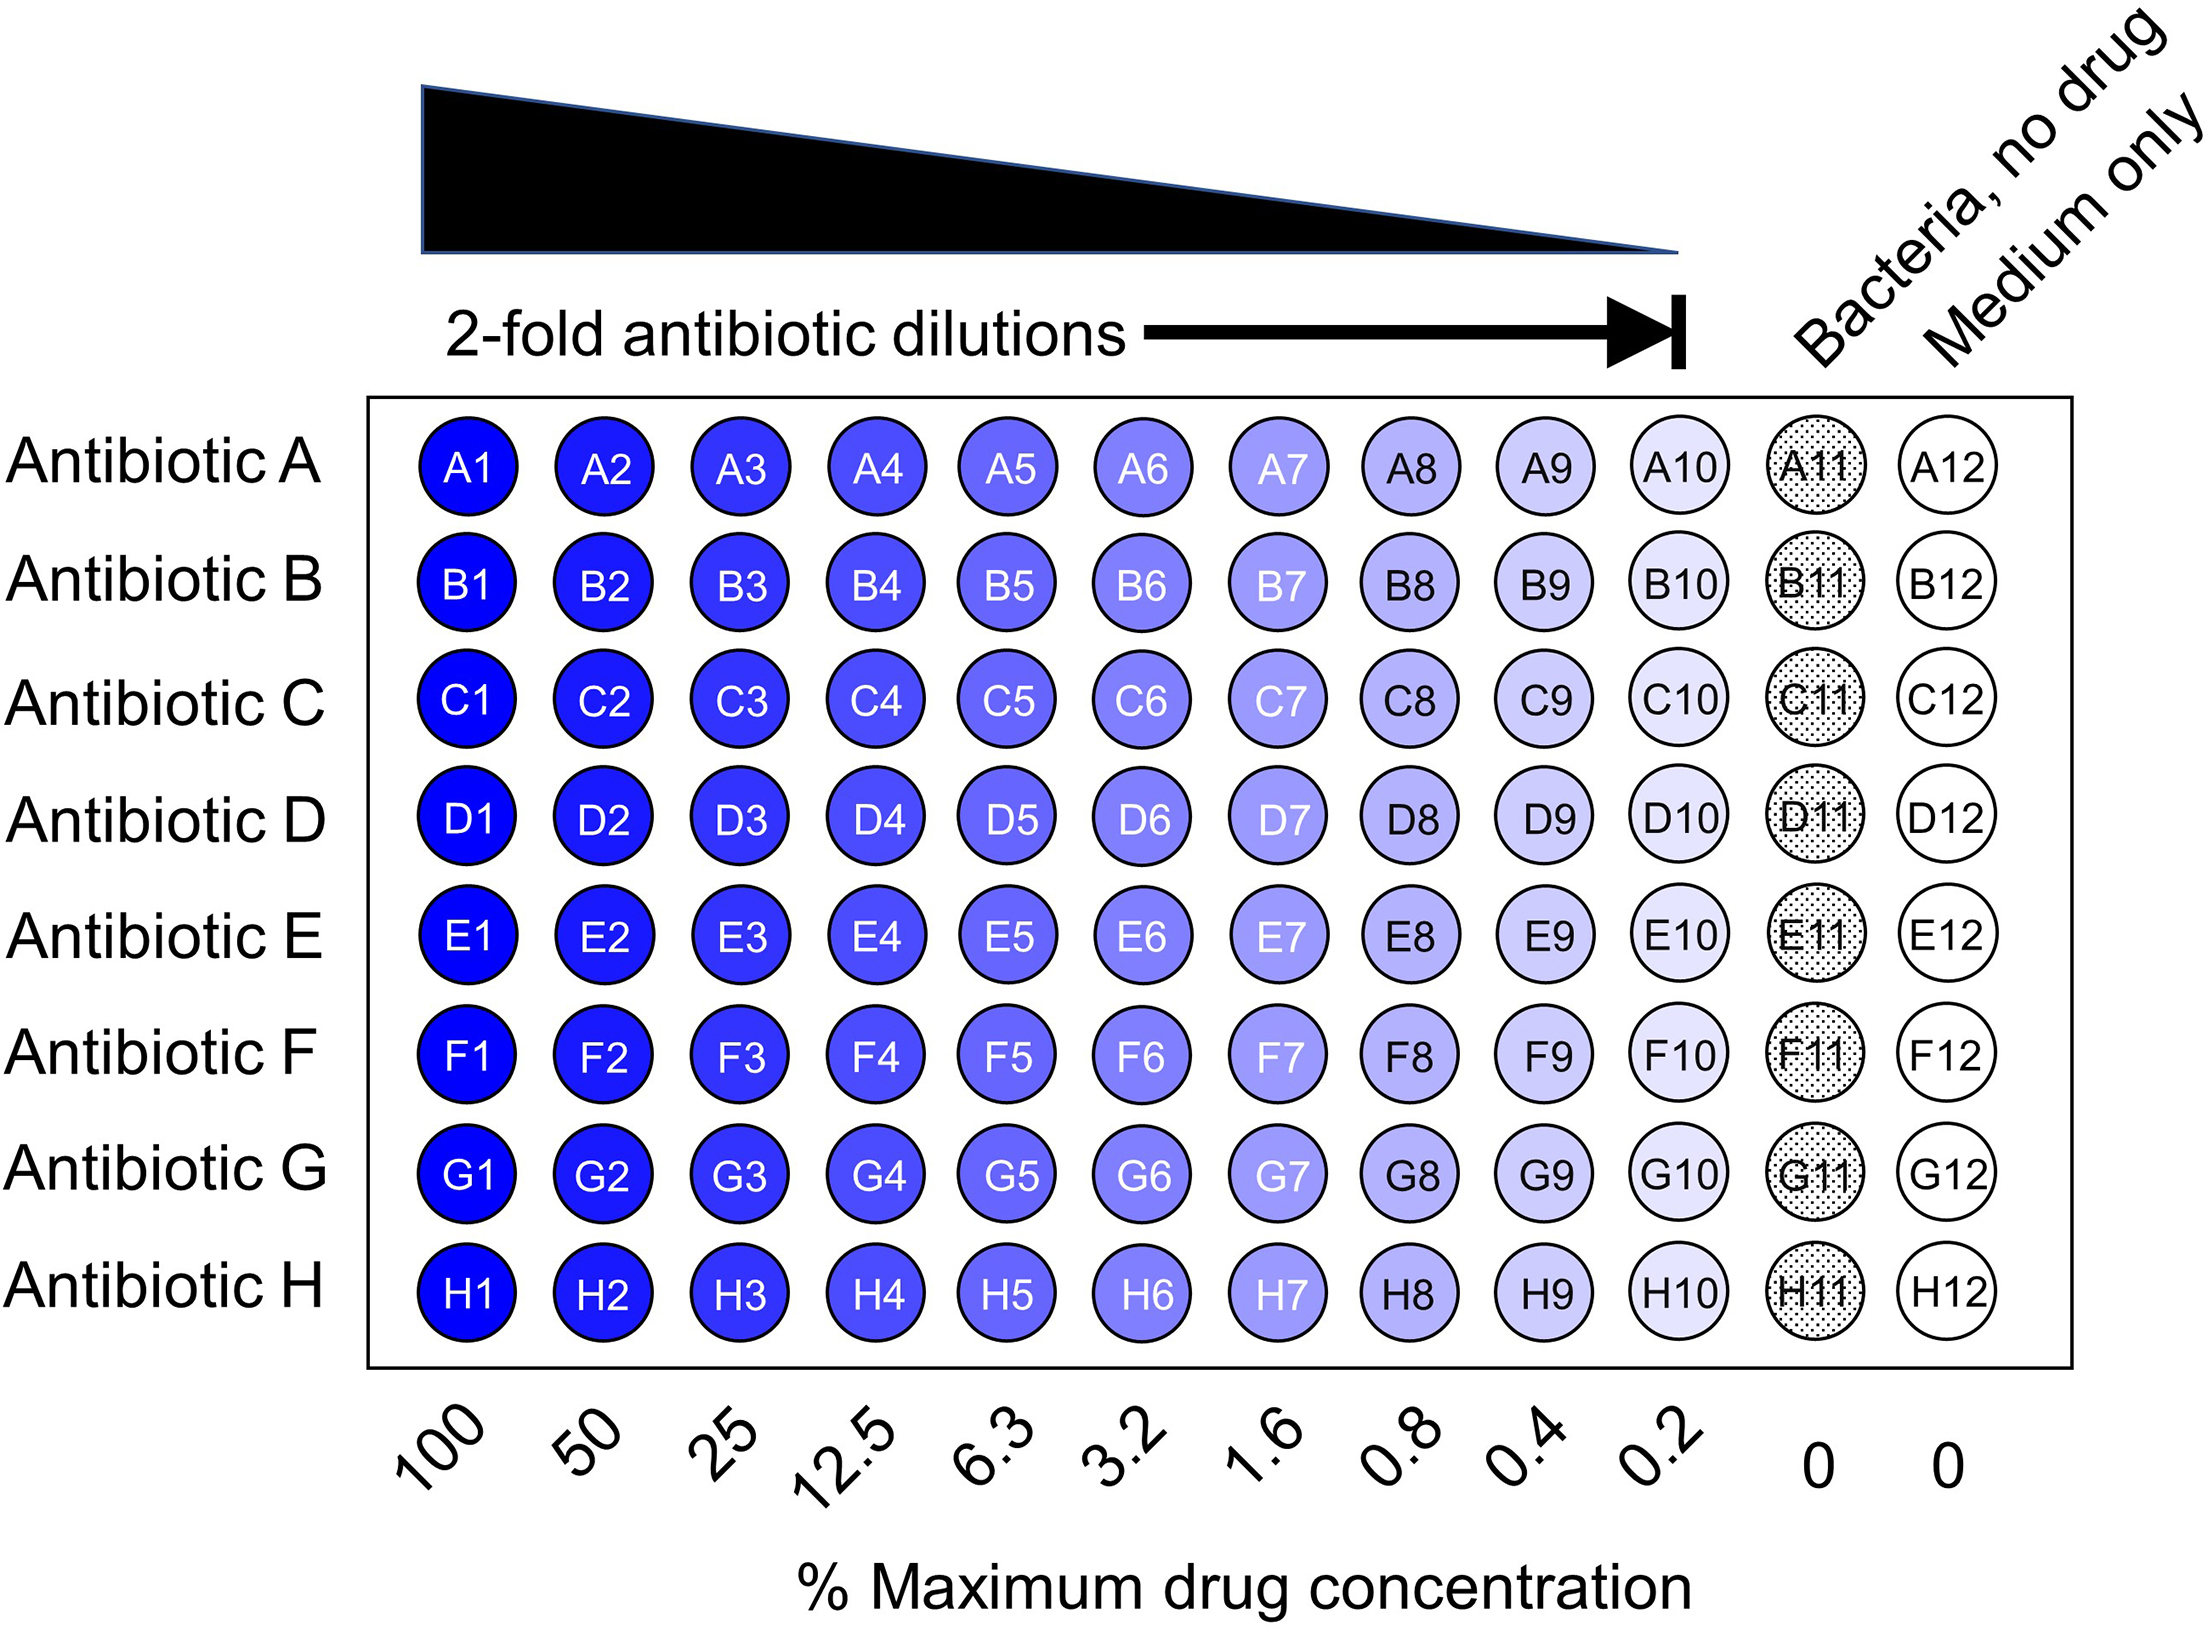 Bacteria, no drug
Medium only
2-fold antibiotic dilutions
Antibiotic A A1 A2 A3 A4 A5 A6 A7 A8 A9 A10 A11 A12
Antibiotic B B1 B2 B3 B4 B5 B6 B7 B8 B9 B10 B11 B12
Antibiotic C C1 C2 C3 C4 C5 C6 C7 C8 C9 C10 C11 C12
Antibiotic D D1 D2 D3 D4 D5 D6 D7 D8 D9 D10 D11 D12
Antibiotic E E1 E2 E3 E4 E5 E6 E7 E8 E9 E10 E11 E12
Antibiotic F F1 F2 F3 F4 F5 F6 F7 F8 F9 F10 F11 F12
Antibiotic G G1 G2 G3 G4 G5 G6 G7 G8 G9 G10 G11 G12
Antibiotic H H1 H2 H3 H4 H5 H6 H7 H8 H9 H10 H11 H12
100 50 25 12.5 6.3 3.2 1.6 0.8 0.4 0.2 0 0
% Maximum drug concentration